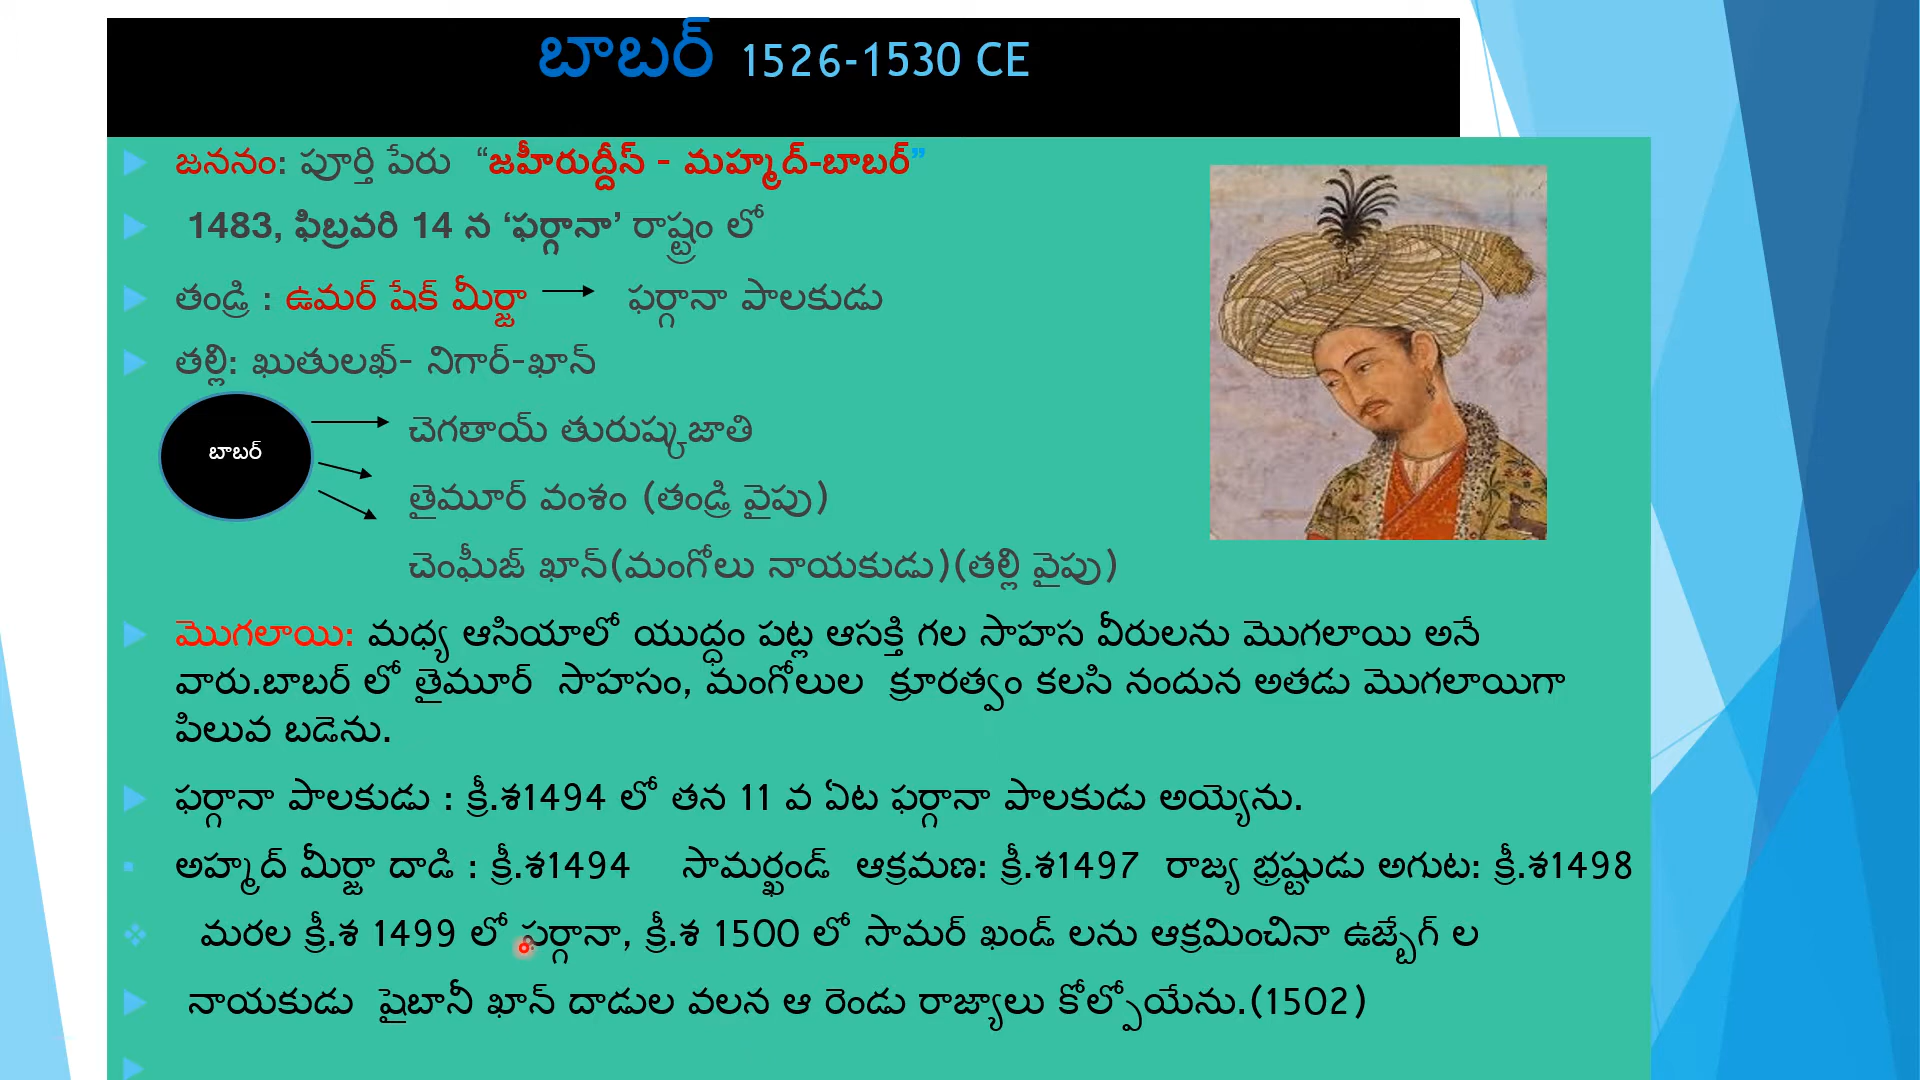 బాబర్ 1526-1530 CE
జననం: పూర్తి పేరు “జహీరుద్దీస్ - మహ్మద్-బాబర్”
1483, ఫిబ్రవరి 14 న ‘ఫర్గానా’ రాష్ట్రం లో
తండ్రి : ఉమర్ షేక్ మీర్జా → ఫర్గానా పాలకుడు
తల్లి: ఖుతులఖ్- నిగార్-ఖాన్
బాబర్
చెగతాయ్ తురుష్కజాతి
తైమూర్ వంశం (తండ్రి వైపు)
చెంఘీజ్ ఖాన్(మంగోలు నాయకుడు)(తల్లి వైపు)
మొగలాయి: మధ్య ఆసియాలో యుద్ధం పట్ల ఆసక్తి గల సాహస వీరులను మొగలాయి అనే
వారు.బాబర్ లో తైమూర్ సాహసం, మంగోలుల క్రూరత్వం కలసి నందున అతడు మొగలాయిగా
పిలువ బడెను.
ఫర్గానా పాలకుడు : క్రీ.శ1494 లో తన 11 వ ఏట ఫర్గానా పాలకుడు అయ్యెను.
అహ్మద్ మీర్జా దాడి : క్రీ.శ1494 సామర్ఖండ్ ఆక్రమణ: క్రీ.శ1497 రాజ్య భ్రష్టుడు అగుట: క్రీ.శ1498
మరల క్రీ.శ 1499 లో ఫర్గానా, క్రీ.శ 1500 లో సామర్ ఖండ్ లను ఆక్రమించినా ఉజ్బేగ్ ల
నాయకుడు షైబానీ ఖాన్ దాడుల వలన ఆ రెండు రాజ్యాలు కోల్పోయేను.(1502)